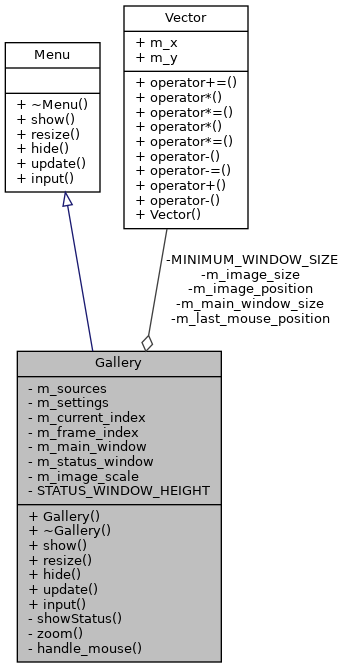 Vector
+ m_x
+ m_y
+ operator+=()
+ operator*()
+ operator*=()
+ operator*()
+ operator*=()
+ operator-()
+ operator-=()
+ operator+()
+ operator-()
+ Vector()
Menu
+ ~Menu()
+ show()
+ resize()
+ hide()
+ update()
+ input()
-MINIMUM_WINDOW_SIZE
-m_image_size
-m_image_position
-m_main_window_size
-m_last_mouse_position
Gallery
- m_sources
- m_settings
- m_current_index
- m_frame_index
- m_main_window
- m_status_window
- m_image_scale
- STATUS_WINDOW_HEIGHT
+ Gallery()
+ ~Gallery()
+ show()
+ resize()
+ hide()
+ update()
+ input()
- showStatus()
- zoom()
- handle_mouse()